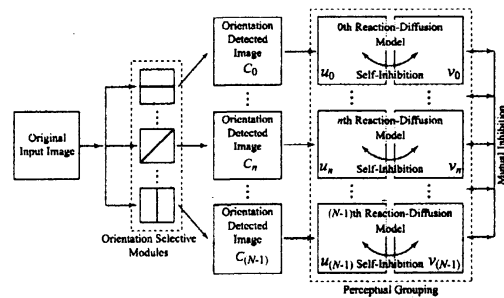 Orientation
Detected
Image
C0
0th Reaction-Diffusion
Model
u0 Self-Inhibition v0
Original
Input Image
Orientation
Detected
Image
Cn
nth Reaction-Diffusion
Model
un Self-Inhibition vn
Mutual Inhibition
Orientation Selective
Modules
Orientation
Detected
Image
C(N-1)
(N-1)th Reaction-Diffusion
Model
u(N-1) Self-Inhibition v(N-1)
Perceptual Grouping